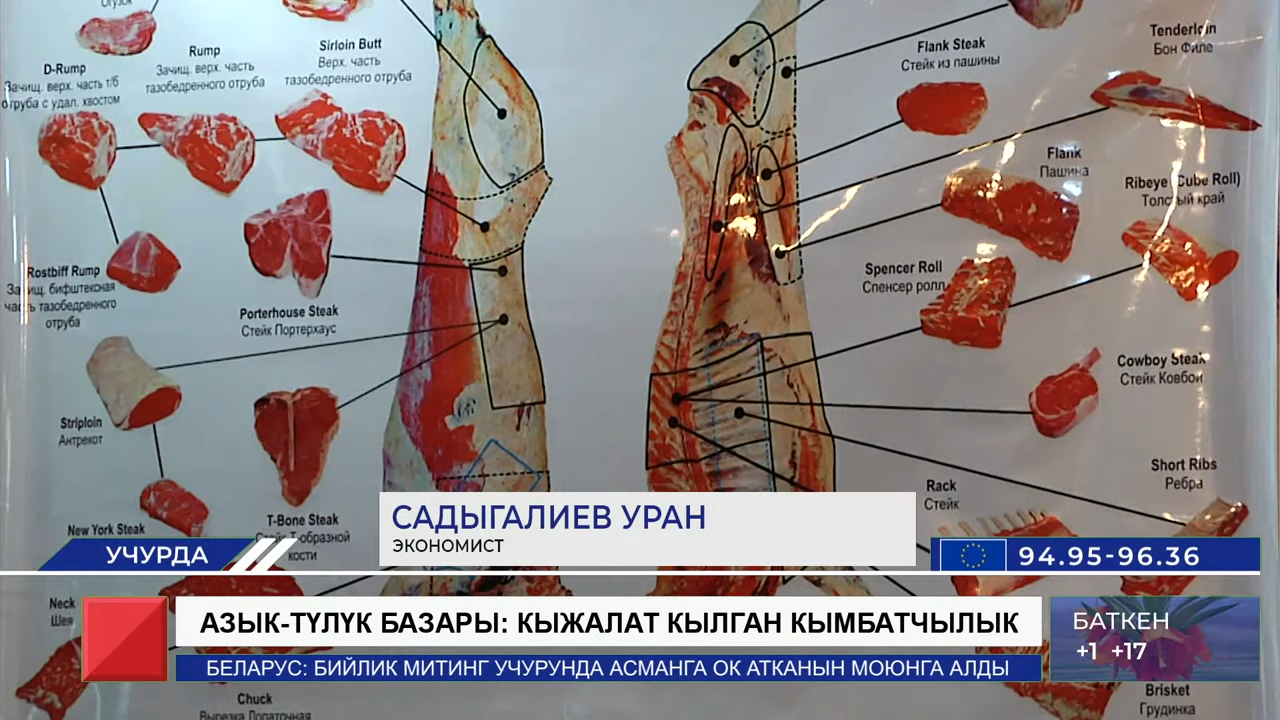 Огузок
Rump
Зачищ. верх. часть
тазобедренного отруба
Sirloin Butt
Верх. часть
тазобедренного отруба
D-Rump
Зачищ. верх. часть т/б
отруба с удал. хвостом
Flank Steak
Стейк из пашины
Tenderloin
Бон Филе
Flank
Пашина
Ribeye (Cube Roll)
Толстый край
Rostbiff Rump
Зачищ. бифштексная
часть тазобедренного
отруба
Porterhouse Steak
Стейк Портерхаус
Spencer Roll
Спенсер ролл
Cowboy Steak
Стейк Ковбой
Striploin
Антрекот
Short Ribs
Ребра
Rack
Стейк
New York Steak
T-Bone Steak
Стейк Т-образной
кости
САДЫГАЛИЕВ УРАН
ЭКОНОМИСТ
УЧУРДА
94.95-96.36
Neck
Шея
АЗЫК-ТҮЛҮК БАЗАРЫ: КЫЖАЛАТ КЫЛГАН КЫМБАТЧЫЛЫК
БАТКЕН
+1 +17
БЕЛАРУС: БИЙЛИК МИТИНГ УЧУРУНДА АСМАНГА ОК АТКАНЫН МОЮНГА АЛДЫ
Chuck
Вырезка Лопаточная
Brisket
Грудинка